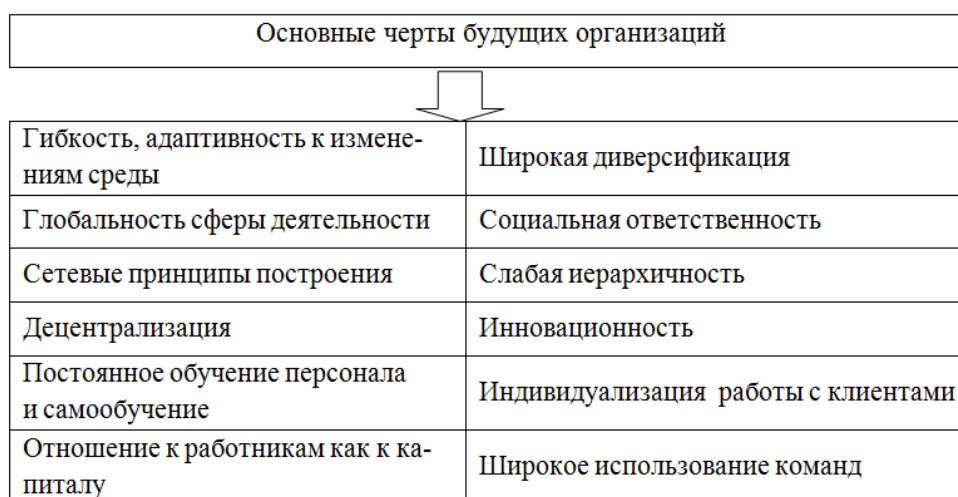 Основные черты будущих организаций
Гибкость, адаптивность к измене-
ниям среды
Широкая диверсификация
Глобальность сферы деятельности
Социальная ответственность
Сетевые принципы построения
Слабая иерархичность
Децентрализация
Инновационность
Постоянное обучение персонала
и самообучение
Индивидуализация работы с клиентами
Отношение к работникам как к ка-
питалу
Широкое использование команд